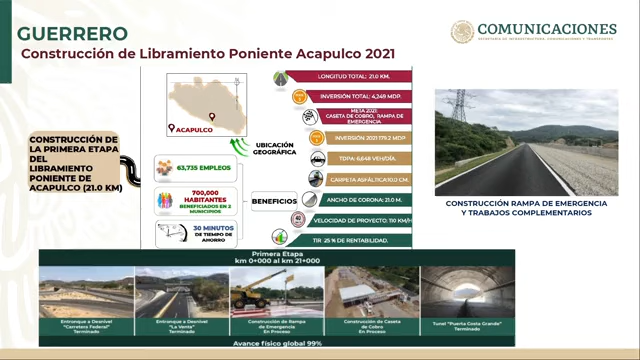 GUERRERO
Construcción de Libramiento Poniente Acapulco 2021
COMUNICACIONES
SECRETARÍA DE INFRAESTRUCTURA, COMUNICACIONES Y TRANSPORTES
CONSTRUCCIÓN DE
LA PRIMERA ETAPA
DEL
LIBRAMIENTO
PONIENTE DE
ACAPULCO (21.0 KM)
ACAPULCO
UBICACIÓN
GEOGRÁFICA
63,735 EMPLEOS
700,000
HABITANTES
BENEFICIADOS EN 2
MUNICIPIOS
30 MINUTOS
DE TIEMPO DE
AHORRO
BENEFICIOS
LONGITUD TOTAL: 21.0 KM.
INVERSIÓN TOTAL: 4,249 MDP.
META 2021:
CASETA DE COBRO, RAMPA DE
EMERGENCIA
INVERSIÓN 2021 179.2 MDP
TDPA: 6,648 VEH/DÍA.
CARPETA ASFÁLTICA 10.0 CM.
ANCHO DE CORONA: 21.0 M.
40
VELOCIDAD DE PROYECTO: 110 KM/H
TIR 25 % DE RENTABILIDAD.
CONSTRUCCIÓN RAMPA DE EMERGENCIA
Y TRABAJOS COMPLEMENTARIOS
Primera Etapa
km 0+000 al km 21+000
Entronque a Desnivel
"Carretera Federal"
Terminado
Entronque a Desnivel
"La Venta"
Terminado
Construcción de Rampa
de Emergencia
En Proceso
Construcción de Caseta
de Cobro
En Proceso
Tunel "Puerta Costa Grande"
Terminado
Avance físico global 99%